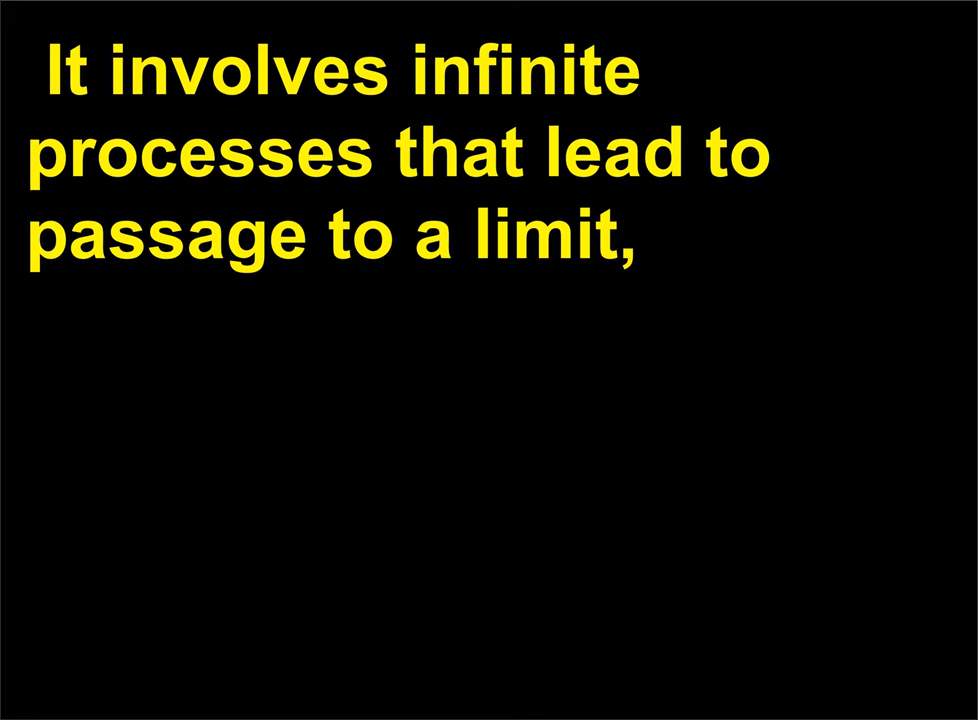 It involves infinite
processes that lead to
passage to a limit,